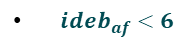 • ideb_af < 6